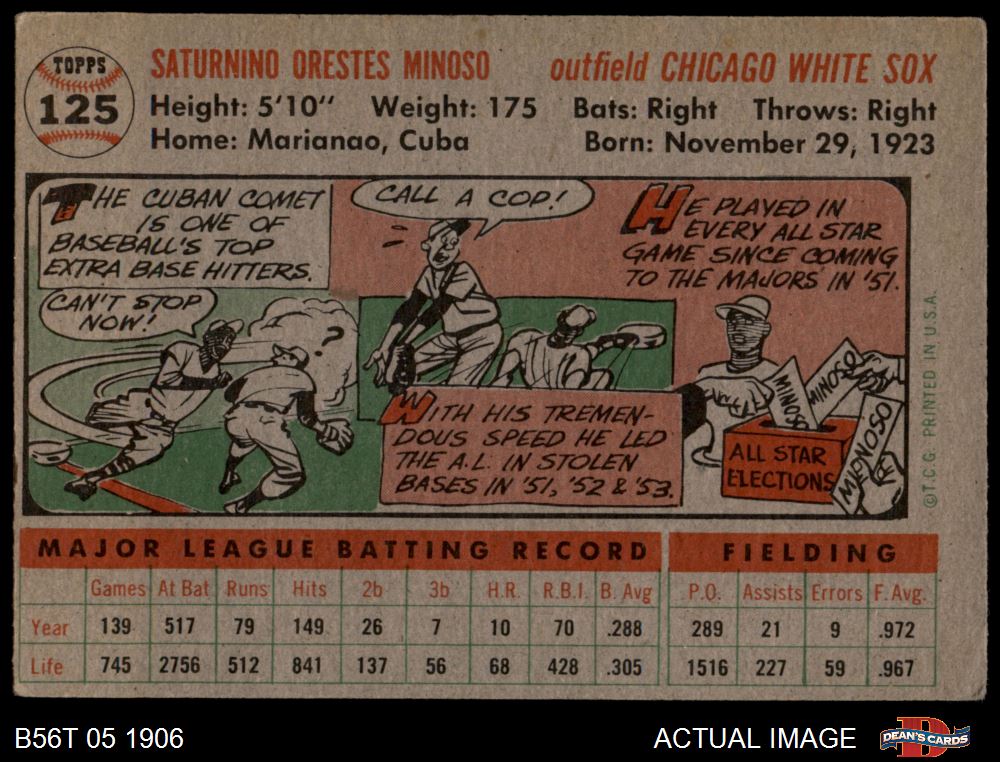 TOPPS
125
SATURNINO ORESTES MINOSO outfield CHICAGO WHITE SOX
Height: 5'10" Weight: 175 Bats: Right Throws: Right
Home: Marianao, Cuba Born: November 29, 1923
THE CUBAN COMET
IS ONE OF
BASEBALL'S TOP
EXTRA BASE HITTERS.
CAN'T STOP
NOW!
?
CALL A COP!
WITH HIS TREMEN-
DOUS SPEED HE LED
THE A.L. IN STOLEN
BASES IN '51, '52 & '53.
HE PLAYED IN
EVERY ALL STAR
GAME SINCE COMING
TO THE MAJORS IN '51.
MINOSO
MINOSO
MINOSO
ALL STAR
ELECTIONS
©T.C.G. PRINTED IN U.S.A.
MAJOR LEAGUE BATTING RECORD FIELDING
Games At Bat Runs Hits 2b 3b H.R. R.B.I. B. Avg P.O. Assists Errors F. Avg.
Year 139 517 79 149 26 7 10 70 .288 289 21 9 .972
Life 745 2756 512 841 137 56 68 428 .305 1516 227 59 .967
B56T 05 1906 ACTUAL IMAGE DEAN'S CARDS